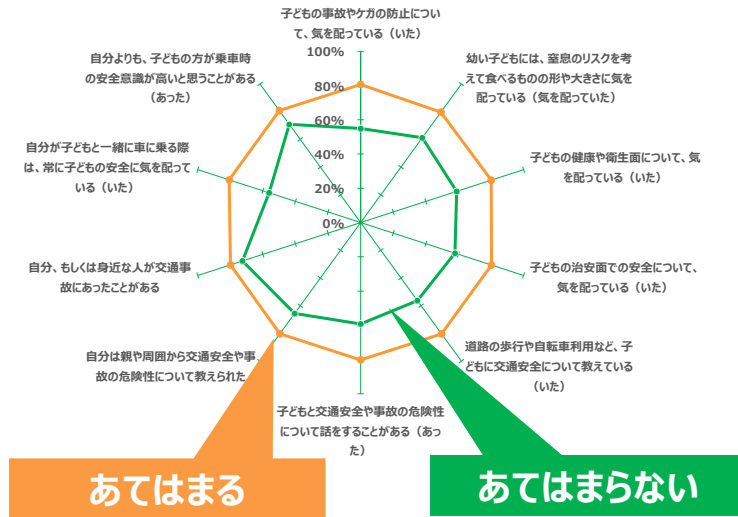 子どもの事故やケガの防止につい
て、気を配っている（いた）
幼い子どもには、窒息のリスクを考
えて食べるものの形や大きさに気を
配っている（気を配っていた）
子どもの健康や衛生面について、気
を配っている（いた）
子どもの治安面での安全について、
気を配っている（いた）
道路の歩行や自転車利用など、子
どもに交通安全について教えている
（いた）
子どもと交通安全や事故の危険性
について話をすることがある（あっ
た）
自分は親や周囲から交通安全や事
故の危険性について教えられた
自分、もしくは身近な人が交通事
故にあったことがある
自分が子どもと一緒に車に乗る際
は、常に子どもの安全に気を配って
いる（いた）
自分よりも、子どもの方が乗車時
の安全意識が高いと思うことがある
（あった）
100%
80%
60%
40%
20%
0%
あてはまる
あてはまらない